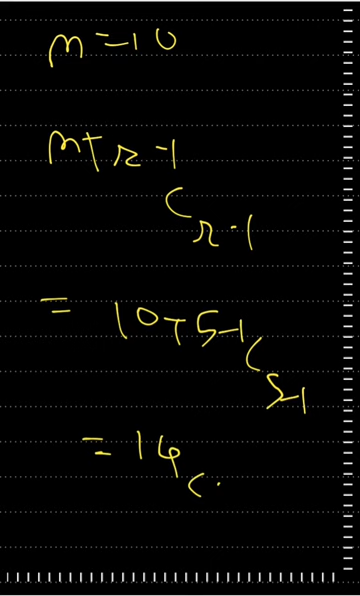 n=10
n+r-1
C r-1
= 10+5-1 C
5-1
= 14 C